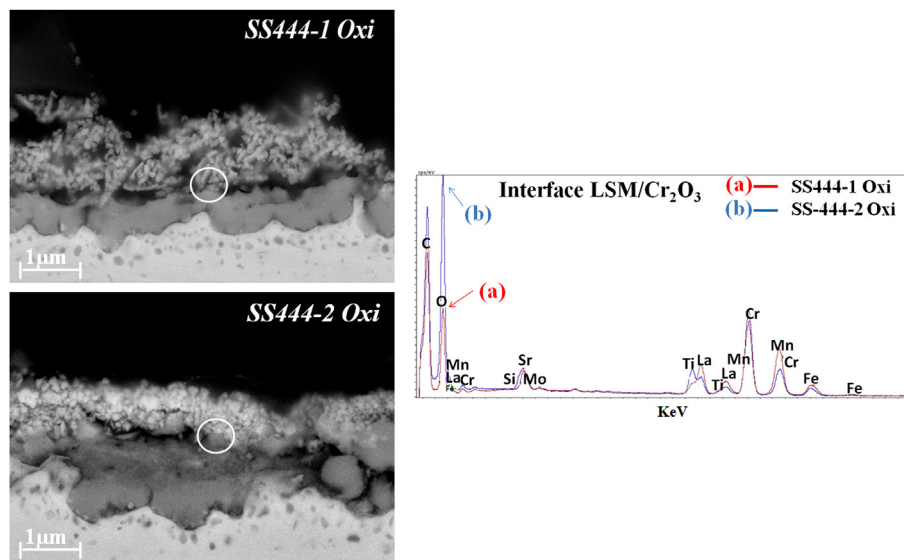 SS444-1 Oxi
1µm
SS444-2 Oxi
1µm
Interface LSM/Cr₂O₃
(a) SS444-1 Oxi
(b) SS-444-2 Oxi
(b)
C
(a)
O
Cr
Mn
La
Fe
Cr
Sr
Si
Mo
Ti
La
Mn
Ti
La
Mn
Cr
Fe
Fe
KeV